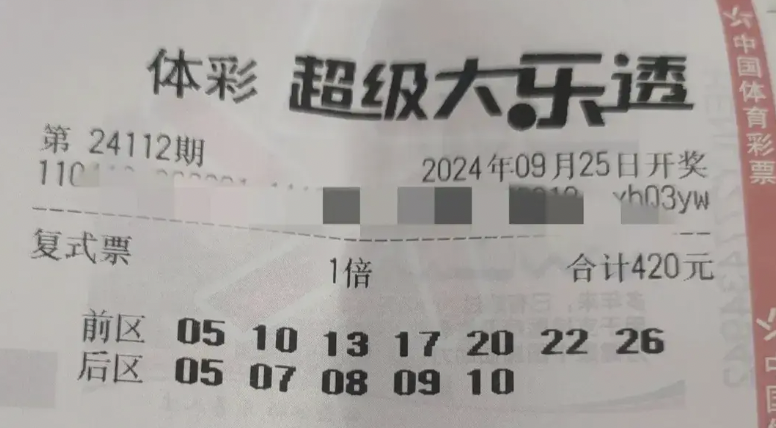 体彩 超级大乐透
第 24112期
2024年09月25日开奖
110
xh03yw
复式票
1倍
合计420元
前区 05 10 13 17 20 22 26
后区 05 07 08 09 10
中国体育彩票